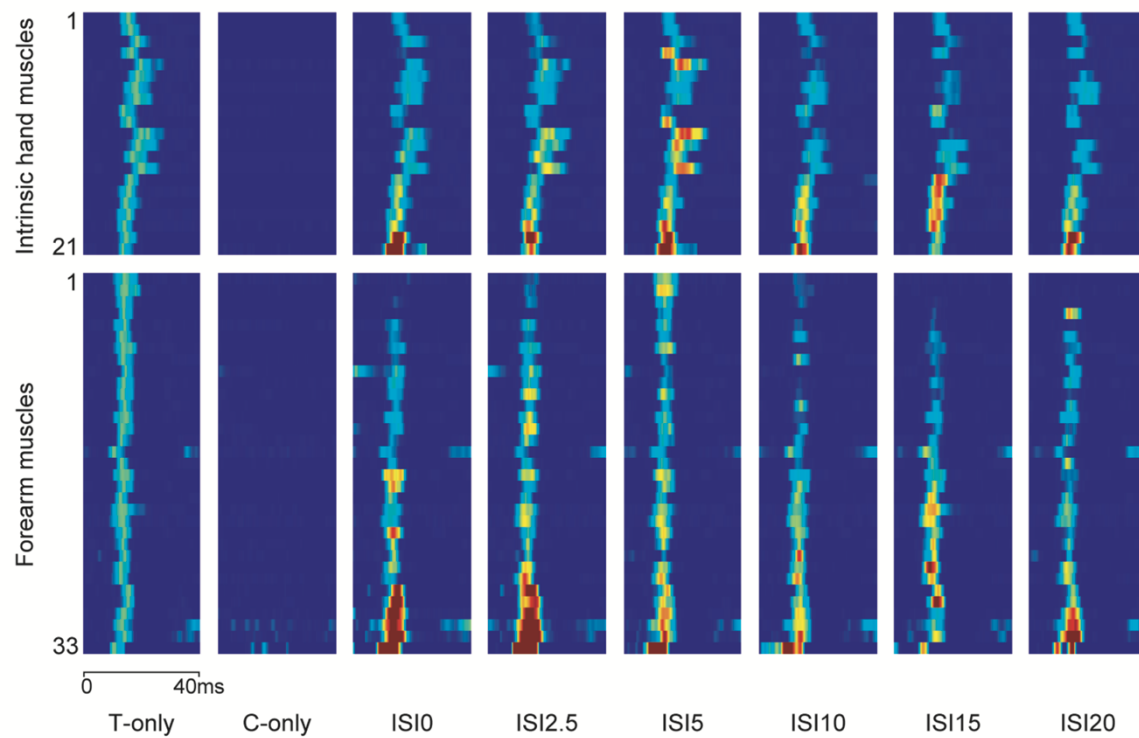 Intrinsic hand muscles
1
21
Forearm muscles
1
33
0 40ms
T-only C-only ISI0 ISI2.5 ISI5 ISI10 ISI15 ISI20